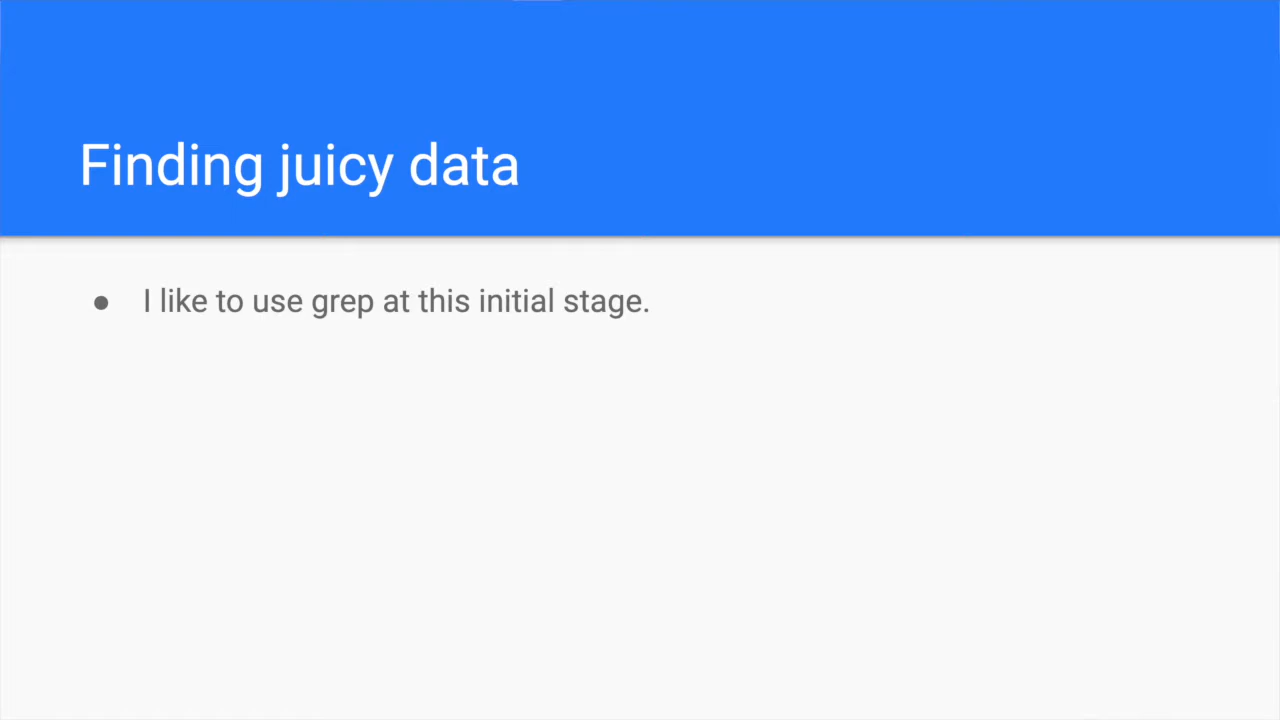 Finding juicy data
● I like to use grep at this initial stage.